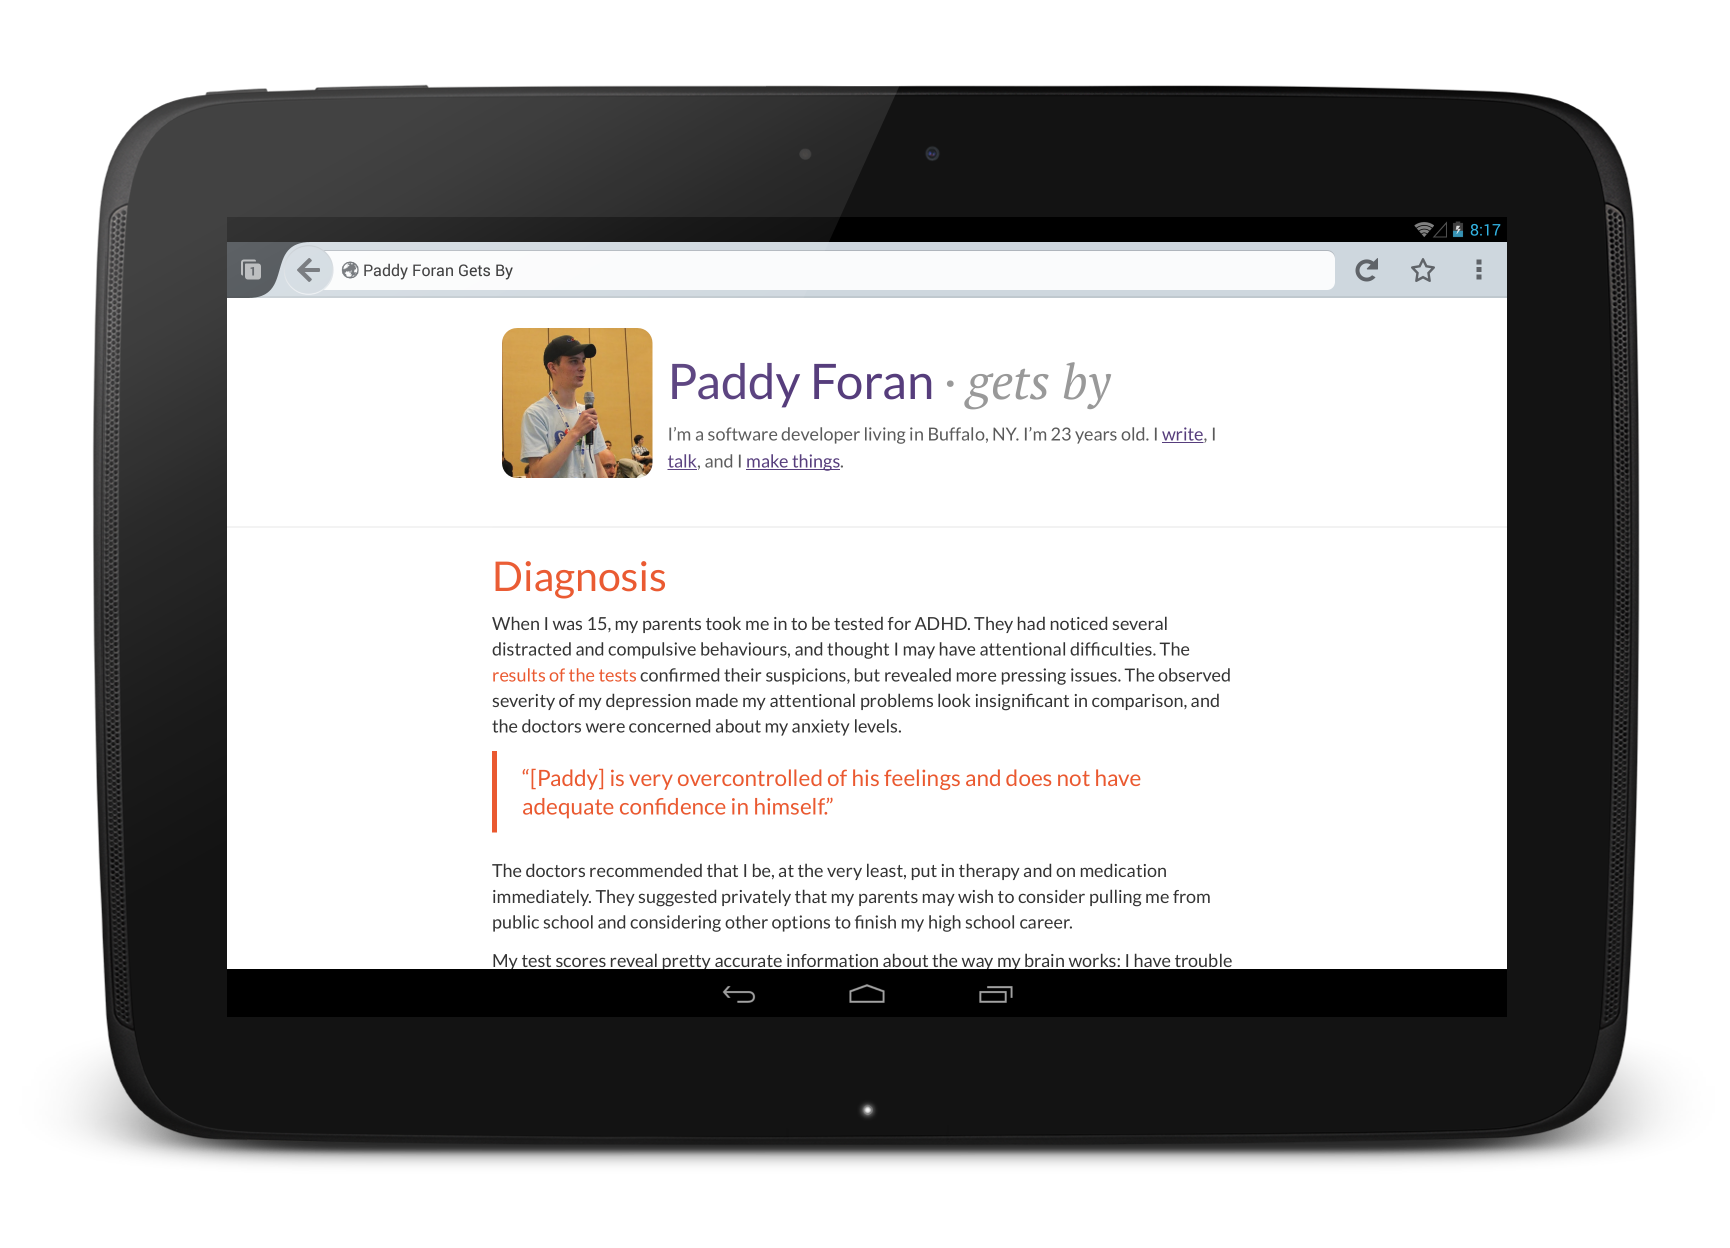 8:17
1
Paddy Foran Gets By
Paddy Foran · gets by
I’m a software developer living in Buffalo, NY. I’m 23 years old. I write, I
talk, and I make things.
Diagnosis
When I was 15, my parents took me in to be tested for ADHD. They had noticed several
distracted and compulsive behaviours, and thought I may have attentional difficulties. The
results of the tests confirmed their suspicions, but revealed more pressing issues. The observed
severity of my depression made my attentional problems look insignificant in comparison, and
the doctors were concerned about my anxiety levels.
“[Paddy] is very overcontrolled of his feelings and does not have
adequate confidence in himself.”
The doctors recommended that I be, at the very least, put in therapy and on medication
immediately. They suggested privately that my parents may wish to consider pulling me from
public school and considering other options to finish my high school career.
My test scores reveal pretty accurate information about the way my brain works: I have trouble